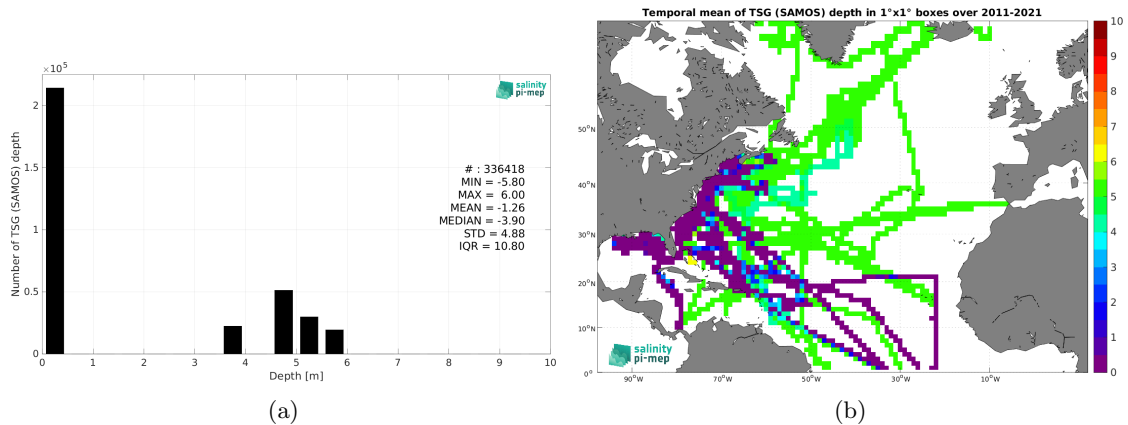 ×10⁵
2
1.5
1
0.5
0
Number of TSG (SAMOS) depth
salinity
pi-mep
# : 336418
MIN = -5.80
MAX = 6.00
MEAN = -1.26
MEDIAN = -3.90
STD = 4.88
IQR = 10.80
0 1 2 3 4 5 6 7 8 9 10
Depth [m]
(a)
Temporal mean of TSG (SAMOS) depth in 1°x1° boxes over 2011-2021
50°N
40°N
30°N
20°N
10°N
0°
90°W 70°W 50°W 30°W 10°W
salinity
pi-mep
10
9
8
7
6
5
4
3
2
1
0
(b)